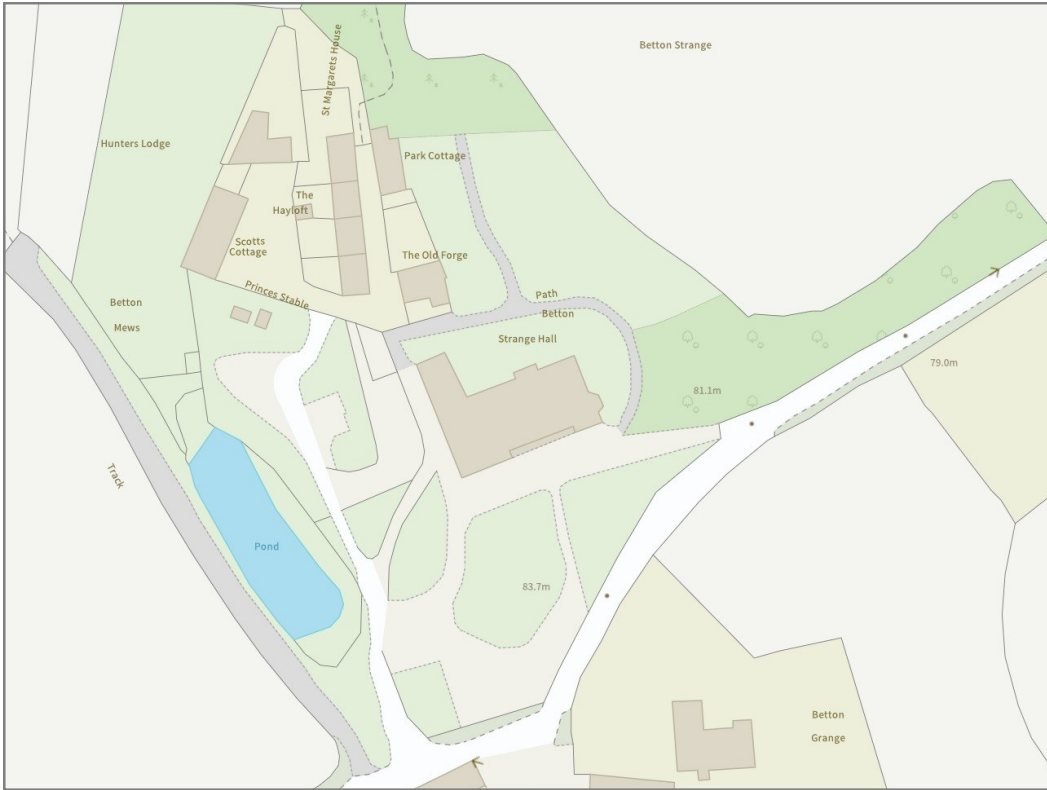 Betton Strange
St Margarets House
Hunters Lodge
Park Cottage
The
Hayloft
Scotts
Cottage
The Old Forge
Princes Stable
Path
Betton
Mews
Betton
Strange Hall
79.0m
81.1m
Track
Pond
83.7m
Betton
Grange